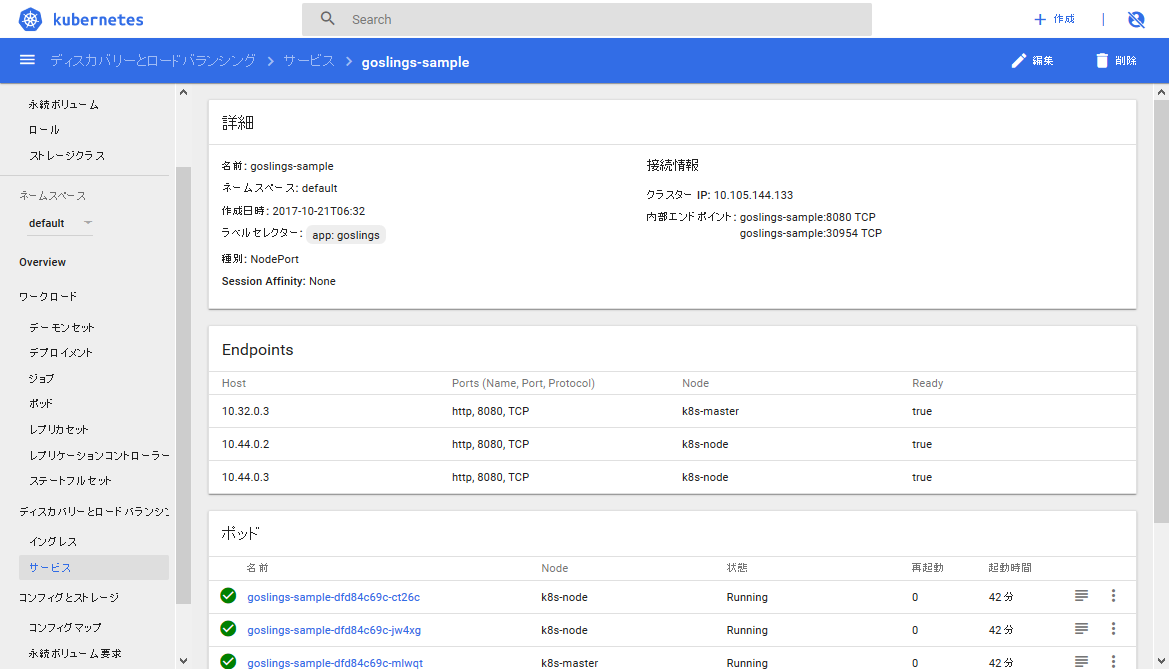 kubernetes
Search
作成
ディスカバリーとロードバランシング
サービス
goslings-sample
編集
削除
永続ボリューム
ロール
ストレージクラス
ネームスペース
default
Overview
ワークロード
デーモンセット
デプロイメント
ジョブ
ポッド
レプリカセット
レプリケーションコントローラー
ステートフルセット
ディスカバリーとロードバランシン
イングレス
サービス
コンフィグとストレージ
コンフィグマップ
永続ボリューム要求
詳細
名前: goslings-sample
ネームスペース: default
作成日時: 2017-10-21T06:32
ラベルセレクター: app: goslings
種別: NodePort
Session Affinity: None
接続情報
クラスター IP: 10.105.144.133
内部エンドポイント: goslings-sample:8080 TCP
goslings-sample:30954 TCP
Endpoints
Host Ports (Name, Port, Protocol) Node Ready
10.32.0.3 http, 8080, TCP k8s-master true
10.44.0.2 http, 8080, TCP k8s-node true
10.44.0.3 http, 8080, TCP k8s-node true
ポッド
名前 Node 状態 再起動 起動時間
goslings-sample-dfd84c69c-ct26c k8s-node Running 0 42 分
goslings-sample-dfd84c69c-jw4xg k8s-node Running 0 42 分
goslings-sample-dfd84c69c-mlwqt k8s-master Running 0 42 分